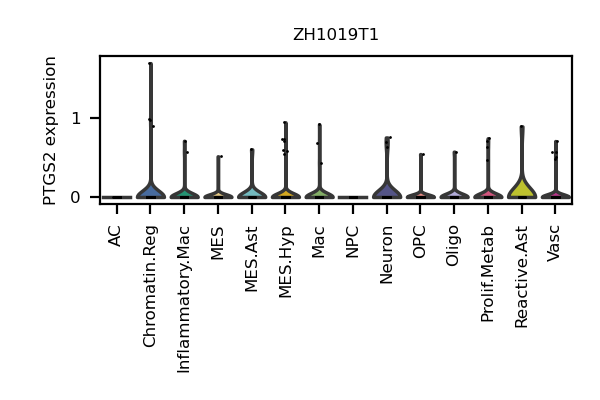 ZH1019T1
PTGS2 expression
1
0
AC
Chromatin.Reg
Inflammatory.Mac
MES
MES.Ast
MES.Hyp
Mac
NPC
Neuron
OPC
Oligo
Prolif.Metab
Reactive.Ast
Vasc